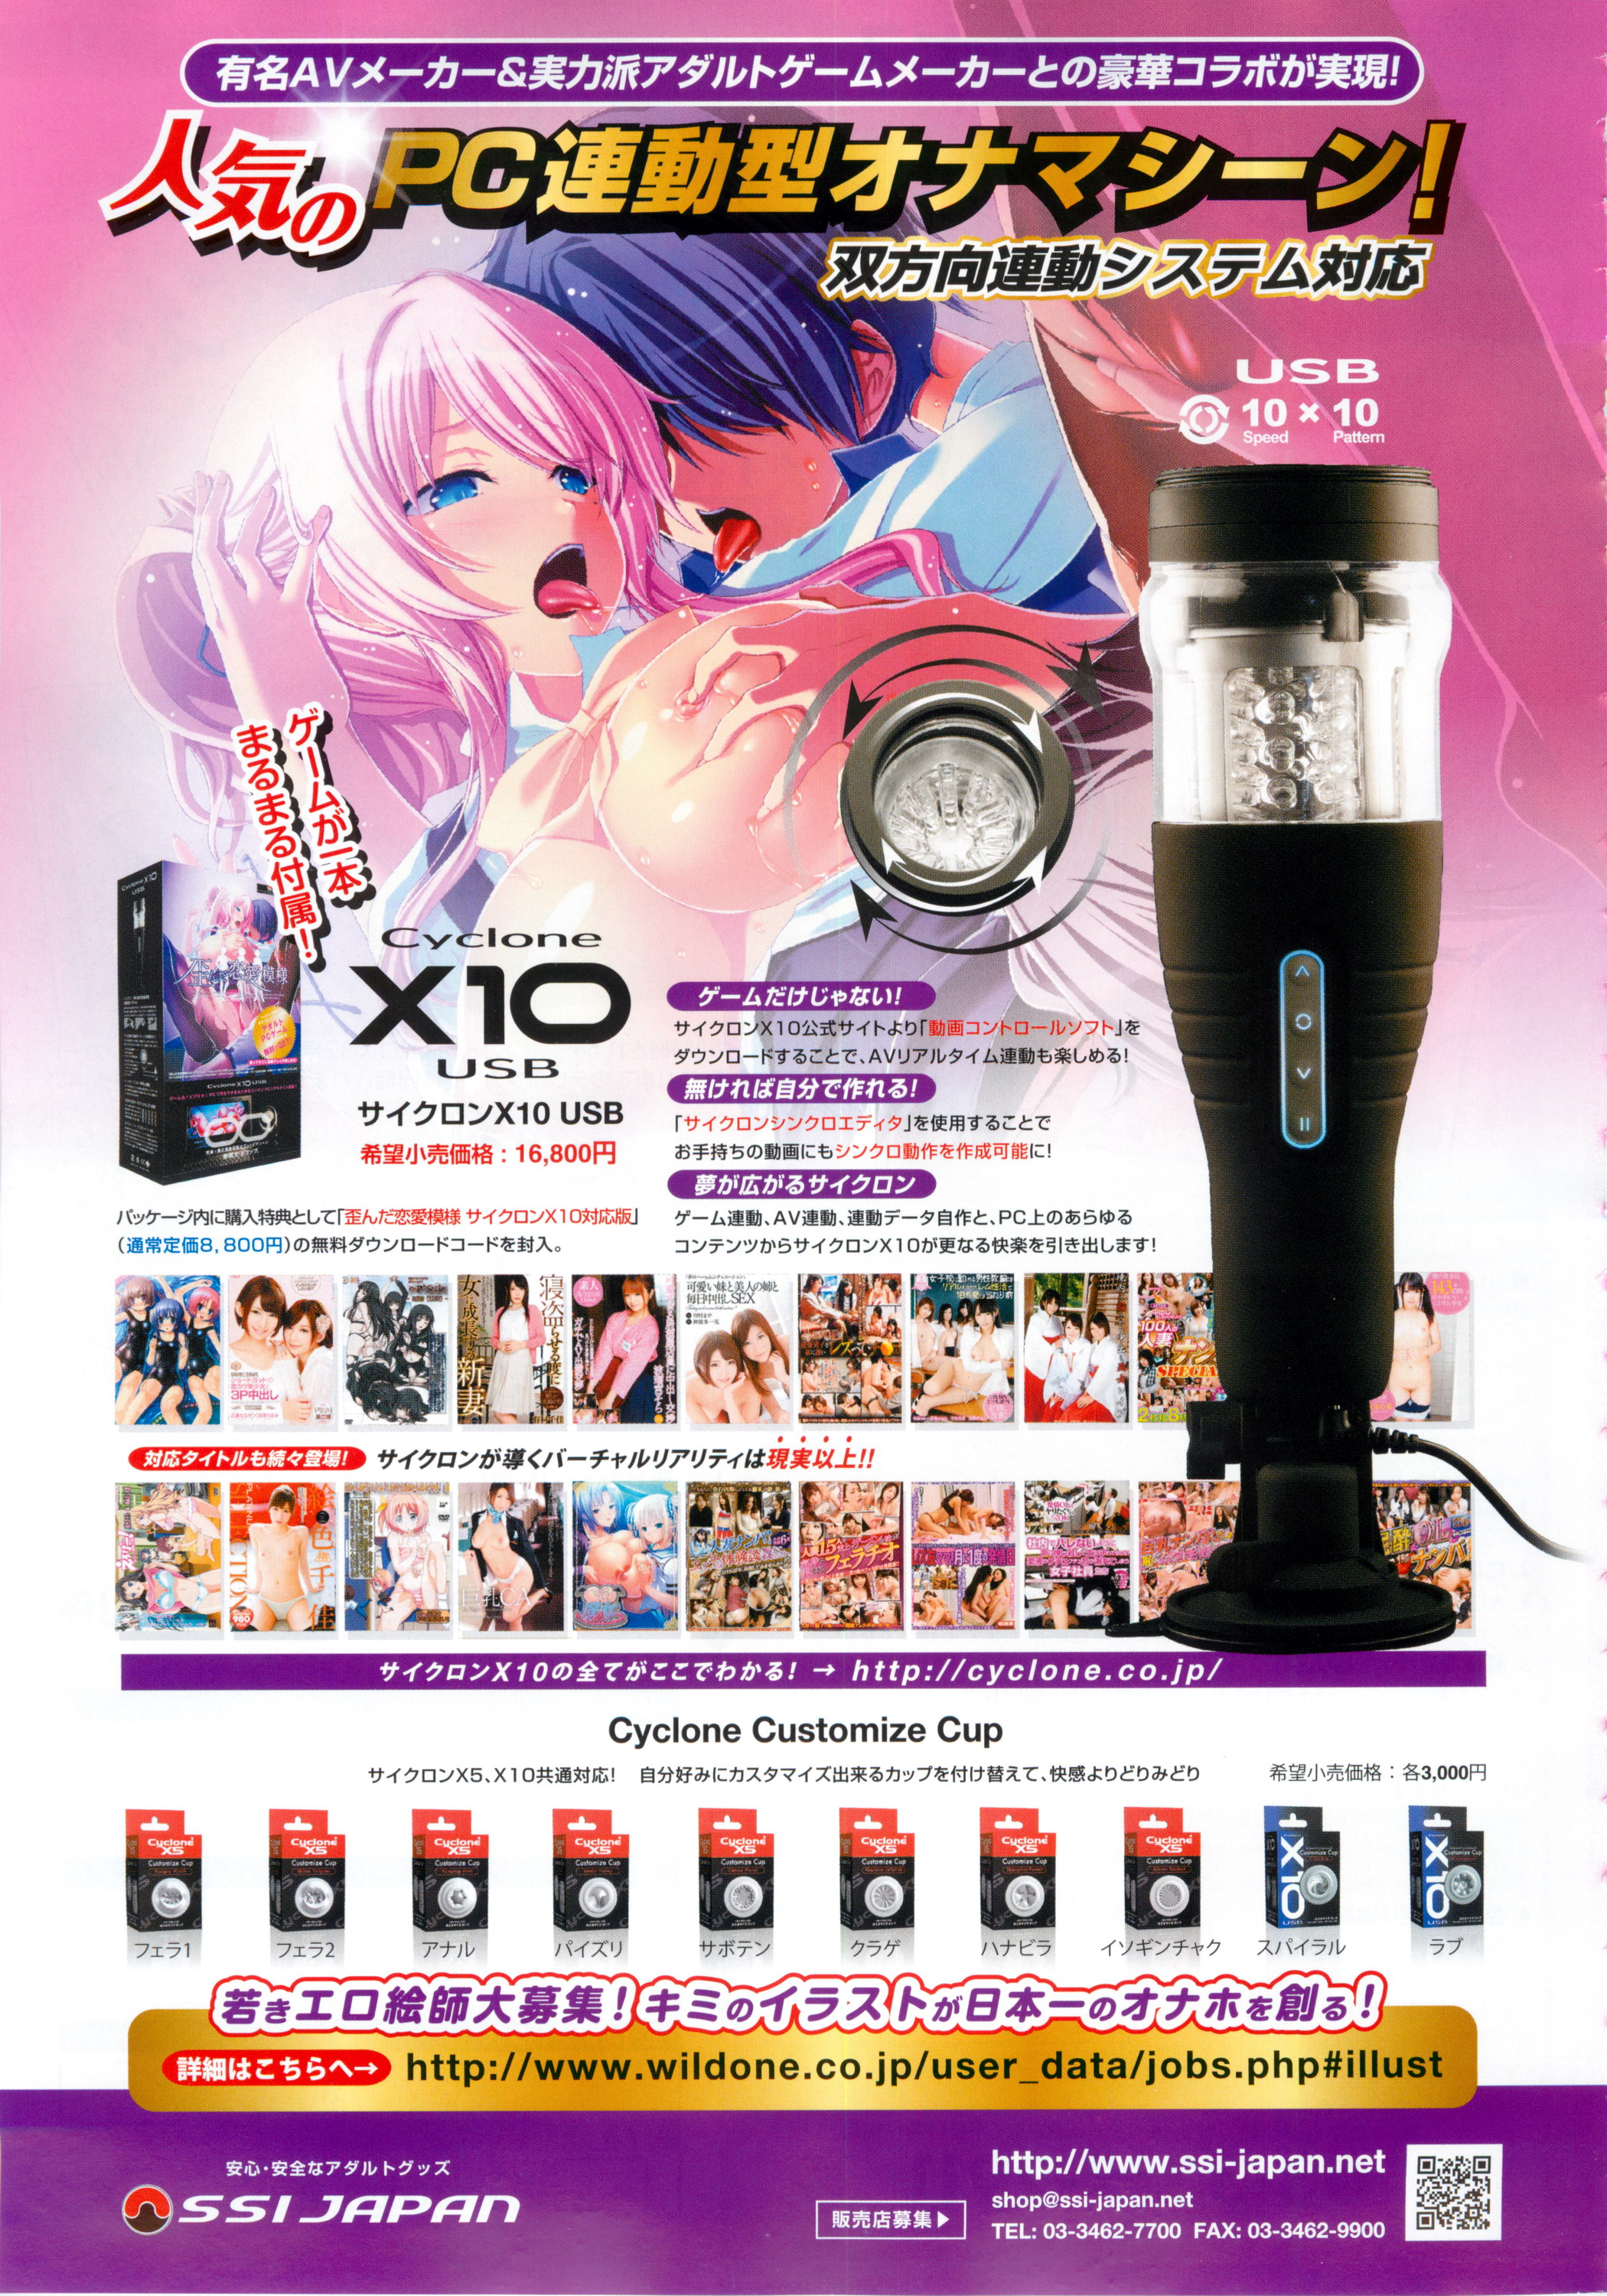 有名AVメーカー&実力派アダルトゲームメーカーとの豪華コラボが実現!
人気のPC連動型オナマシーン!
双方向連動システム対応
USB
10 × 10
Speed Pattern
ゲームが一本
まるまる付属!
Cyclone
X10
USB
サイクロンX10 USB
希望小売価格:16,800円
パッケージ内に購入特典として「歪んだ恋愛模様 サイクロンX10対応版」
(通常定価8,800円)の無料ダウンロードコードを封入。
ゲームだけじゃない!
サイクロンX10公式サイトより「動画コントロールソフト」を
ダウンロードすることで、AVリアルタイム連動も楽しめる!
無ければ自分で作れる!
「サイクロンシンクロエディタ」を使用することで
お手持ちの動画にもシンクロ動作を作成可能に!
夢が広がるサイクロン
ゲーム連動、AV連動、連動データ自作と、PC上のあらゆる
コンテンツからサイクロンX10が更なる快楽を引き出します!
対応タイトルも続々登場! サイクロンが導くバーチャルリアリティは現実以上!!
サイクロンX10の全てがここでわかる! → http://cyclone.co.jp/
Cyclone Customize Cup
サイクロンX5、X10共通対応! 自分好みにカスタマイズ出来るカップを付け替えて、快感よりどりみどり
希望小売価格:各3,000円
フェラ1 フェラ2 アナル パイズリ サボテン クラゲ ハナビラ イソギンチャク スパイラル ラブ
若きエロ絵師大募集!キミのイラストが日本一のオナホを創る!
詳細はこちらへ→ http://www.wildone.co.jp/user_data/jobs.php#illust
安心・安全なアダルトグッズ
SSI JAPAN
販売店募集▶
http://www.ssi-japan.net
shop@ssi-japan.net
TEL: 03-3462-7700 FAX: 03-3462-9900